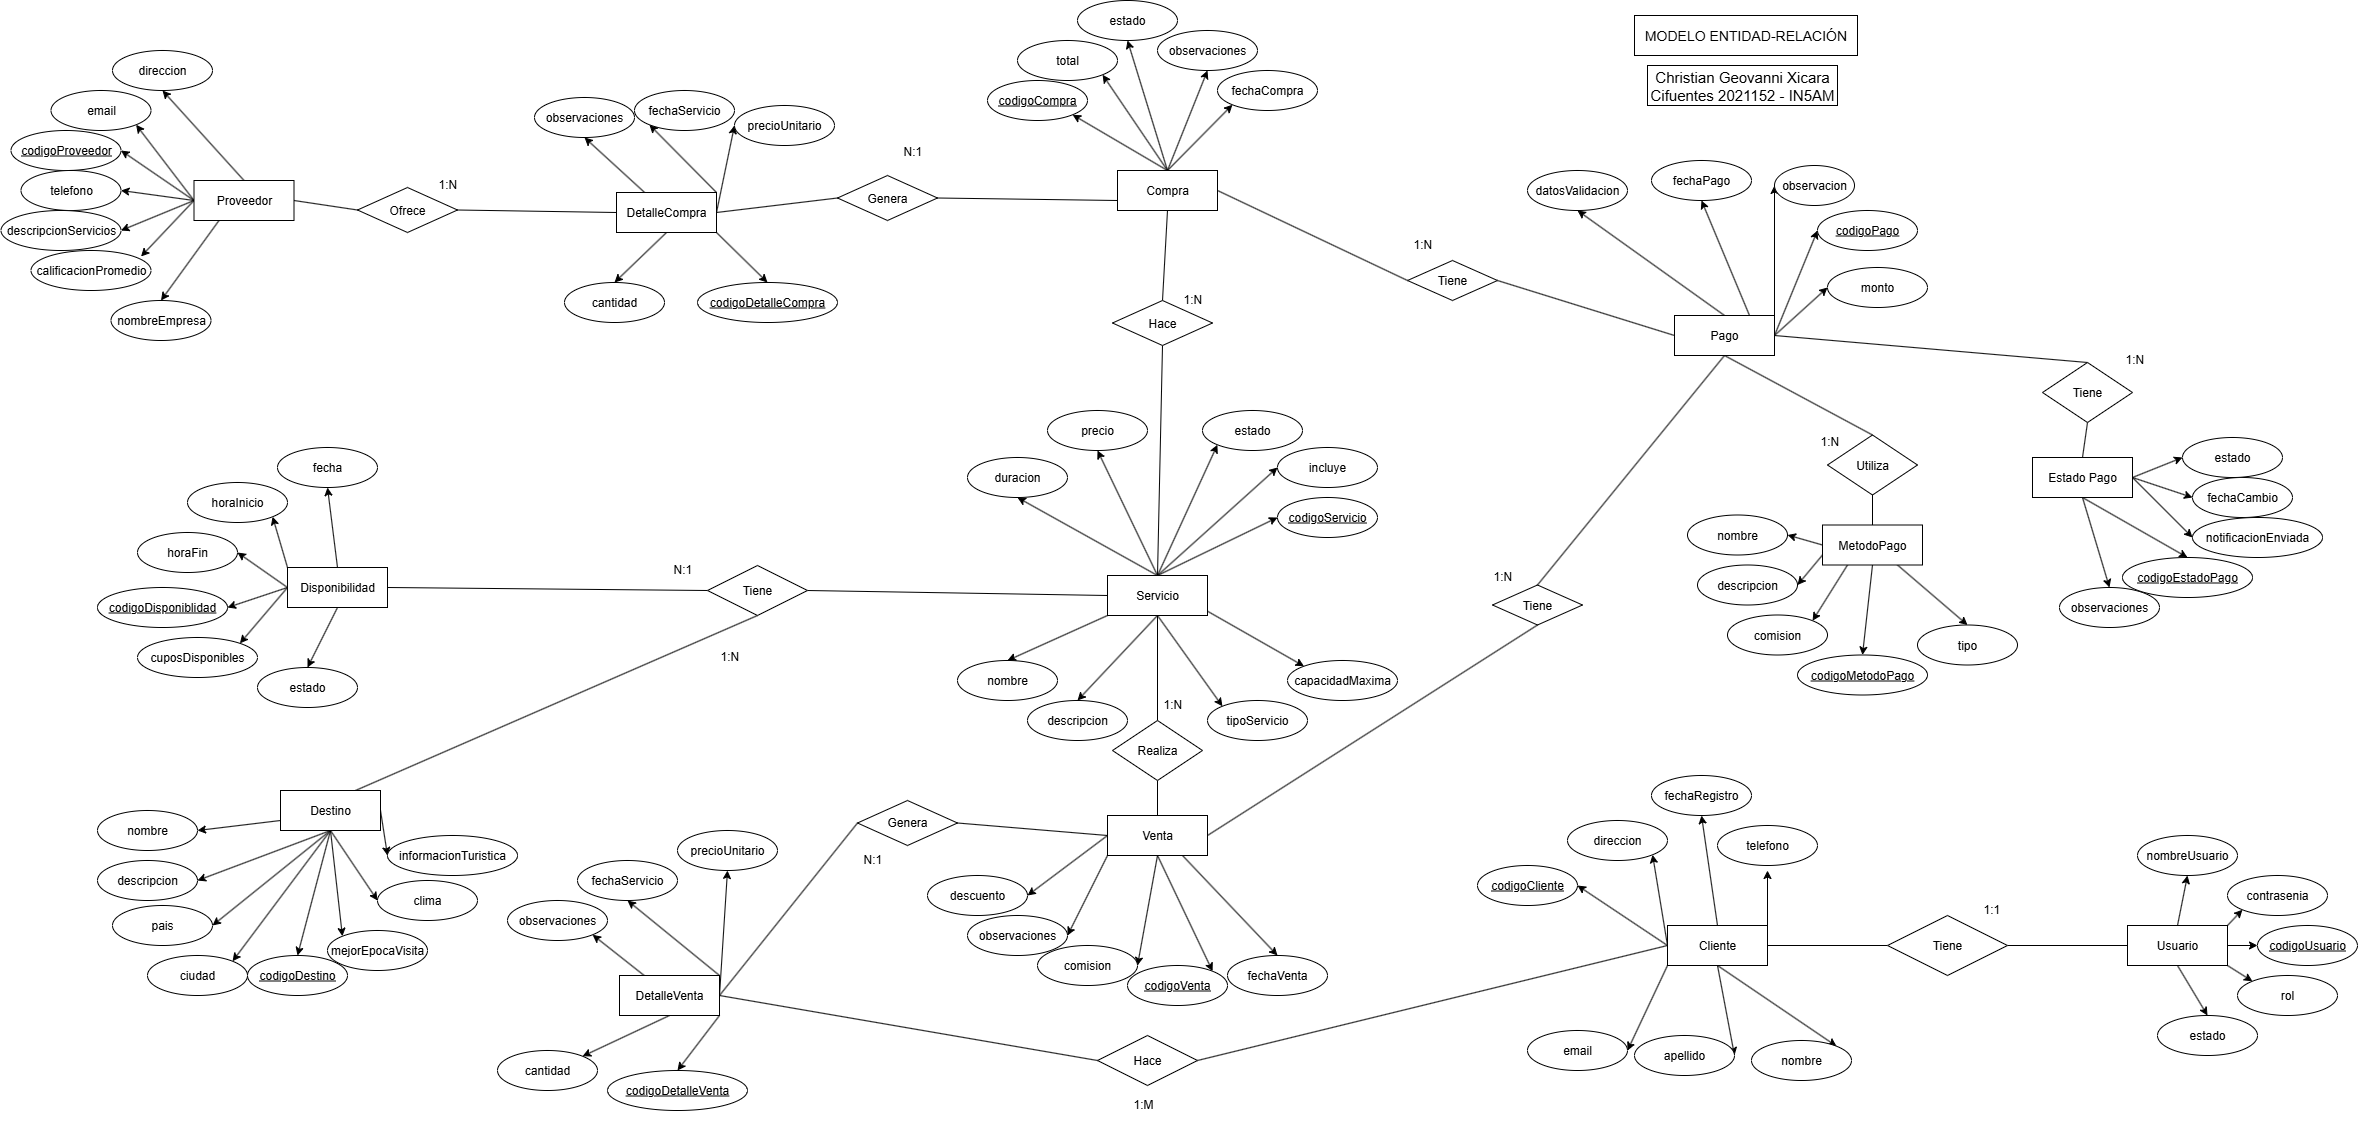 MODELO ENTIDAD-RELACIÓN
Christian Geovanni Xicara
Cifuentes 2021152 - IN5AM
direccion
email
codigoProveedor
telefono
descripcionServicios
calificacionPromedio
nombreEmpresa
Proveedor
1:N
Ofrece
observaciones
fechaServicio
precioUnitario
DetalleCompra
cantidad
codigoDetalleCompra
N:1
Genera
estado
total
observaciones
codigoCompra
fechaCompra
Compra
1:N
Hace
1:N
Tiene
datosValidacion
fechaPago
observacion
codigoPago
monto
Pago
1:N
Tiene
1:N
Utiliza
Estado Pago
estado
fechaCambio
notificacionEnviada
codigoEstadoPago
observaciones
nombre
MetodoPago
descripcion
comision
codigoMetodoPago
tipo
1:N
Tiene
precio
estado
duracion
incluye
codigoServicio
Servicio
nombre
descripcion
tipoServicio
capacidadMaxima
fecha
horaInicio
horaFin
Disponibilidad
codigoDisponiblidad
cuposDisponibles
estado
N:1
Tiene
1:N
1:N
Realiza
Destino
nombre
descripcion
pais
ciudad
codigoDestino
mejorEpocaVisita
clima
informacionTuristica
Genera
N:1
Venta
descuento
observaciones
comision
codigoVenta
fechaVenta
precioUnitario
fechaServicio
observaciones
DetalleVenta
cantidad
codigoDetalleVenta
Hace
1:M
fechaRegistro
direccion
telefono
codigoCliente
Cliente
email
apellido
nombre
1:1
Tiene
nombreUsuario
contrasenia
Usuario
codigoUsuario
rol
estado